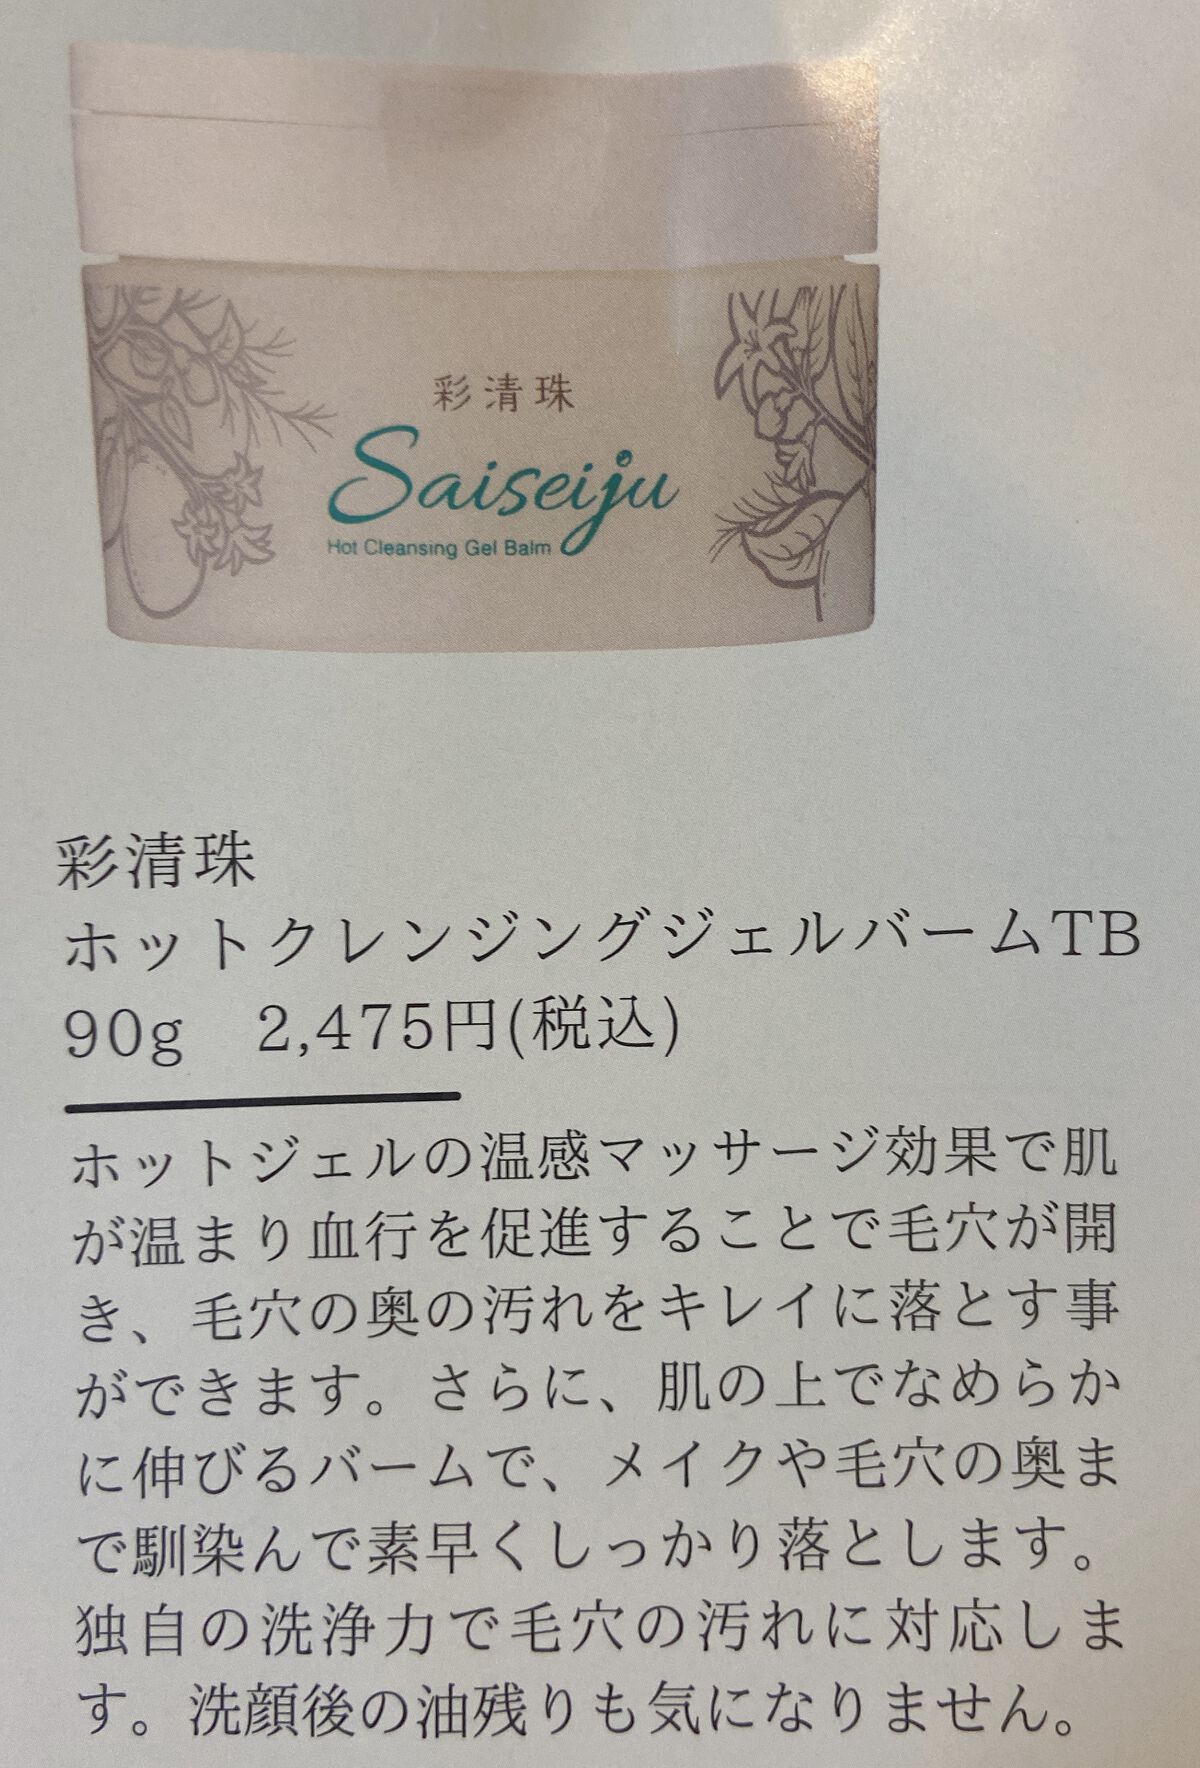 彩清珠
Saiseiju
Hot Cleansing Gel Balm
彩清珠
ホットクレンジングジェルバームTB
90g　2,475円(税込)
ホットジェルの温感マッサージ効果で肌
が温まり血行を促進することで毛穴が開
き、毛穴の奥の汚れをキレイに落とす事
ができます。さらに、肌の上でなめらか
に伸びるバームで、メイクや毛穴の奥ま
で馴染んで素早くしっかり落とします。
独自の洗浄力で毛穴の汚れに対応しま
す。洗顔後の油残りも気になりません。